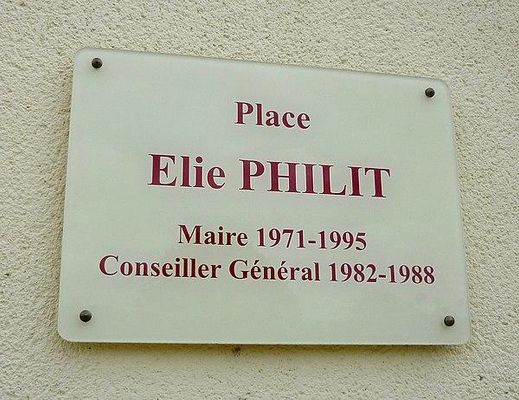 Place
Elie PHILIT
Maire 1971-1995
Conseiller Général 1982-1988